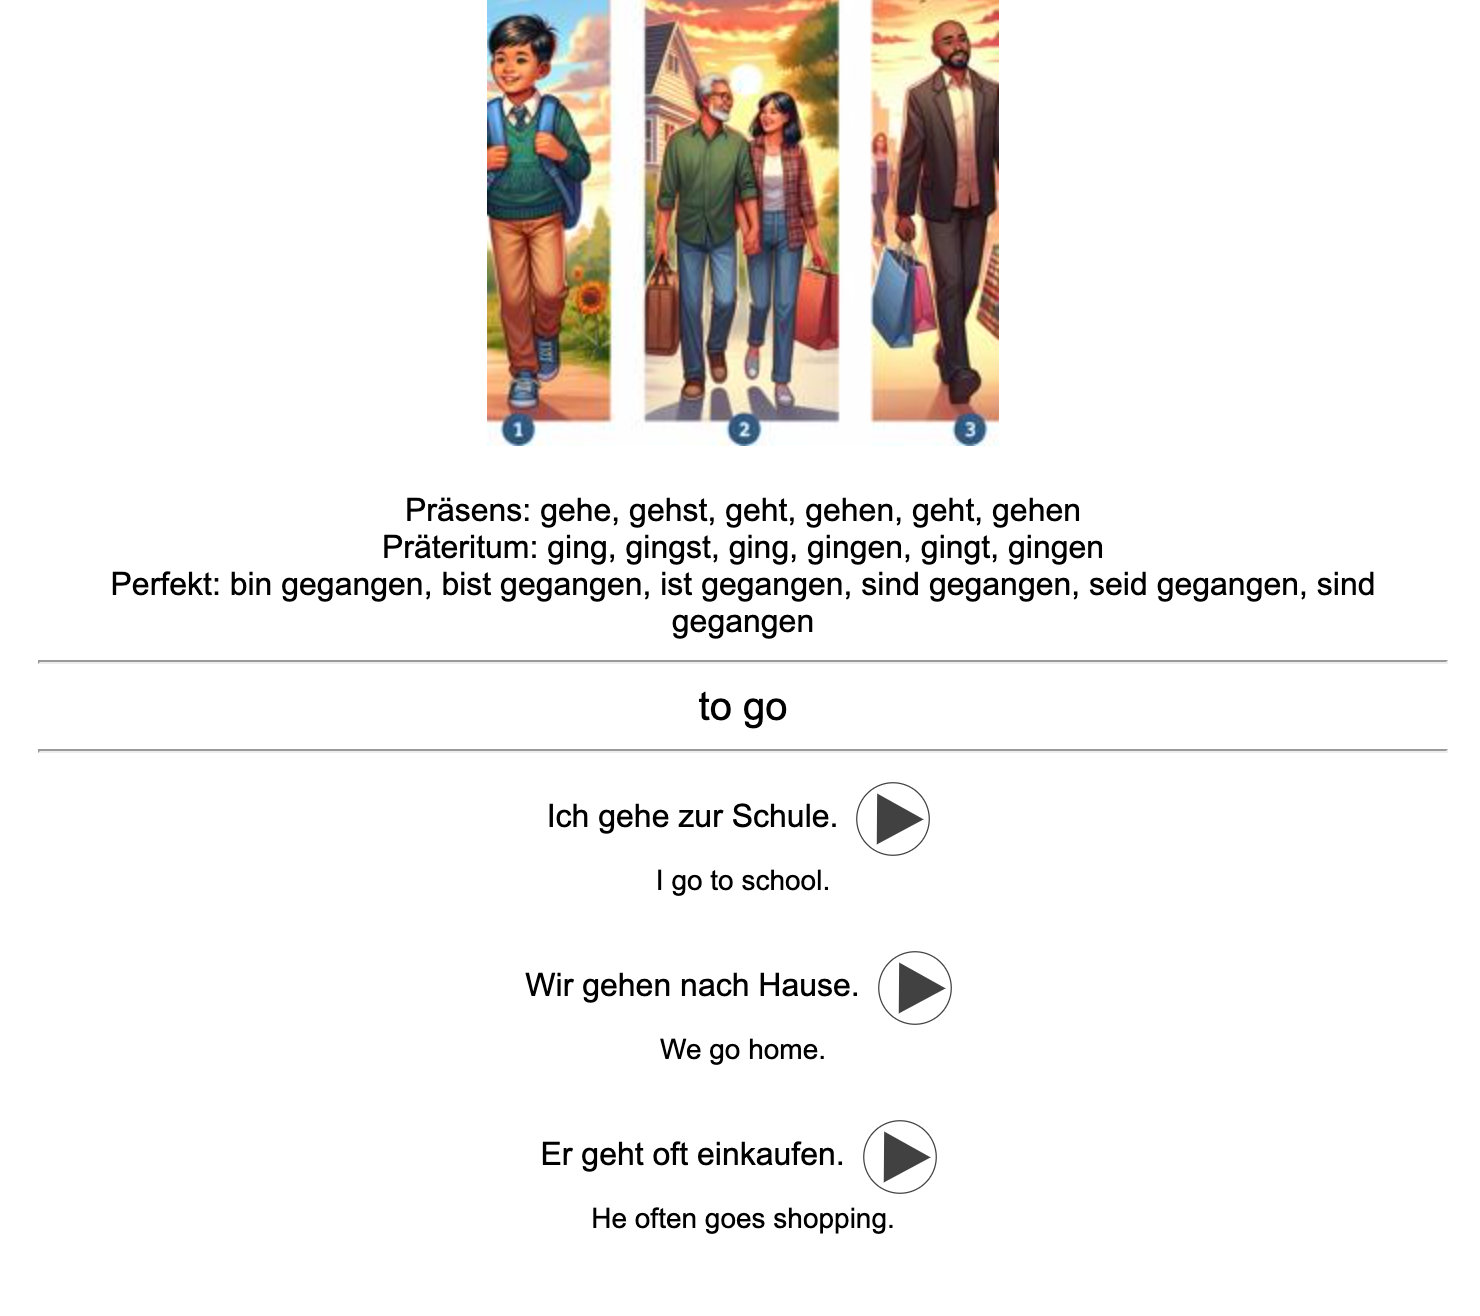 1
2
3
Präsens: gehe, gehst, geht, gehen, geht, gehen
Präteritum: ging, gingst, ging, gingen, gingt, gingen
Perfekt: bin gegangen, bist gegangen, ist gegangen, sind gegangen, seid gegangen, sind
gegangen
to go
Ich gehe zur Schule.
I go to school.
Wir gehen nach Hause.
We go home.
Er geht oft einkaufen.
He often goes shopping.